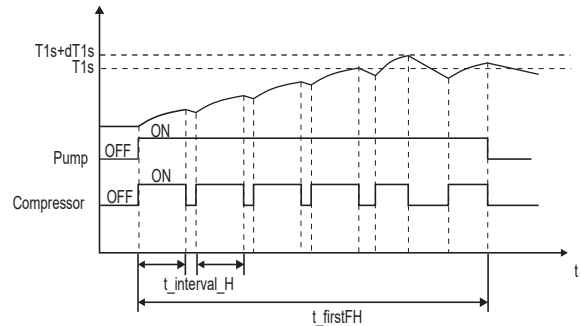 T1s+dT1s
T1s
ON
OFF
Pump
ON
OFF
Compressor
t
t_interval_H
t_firstFH